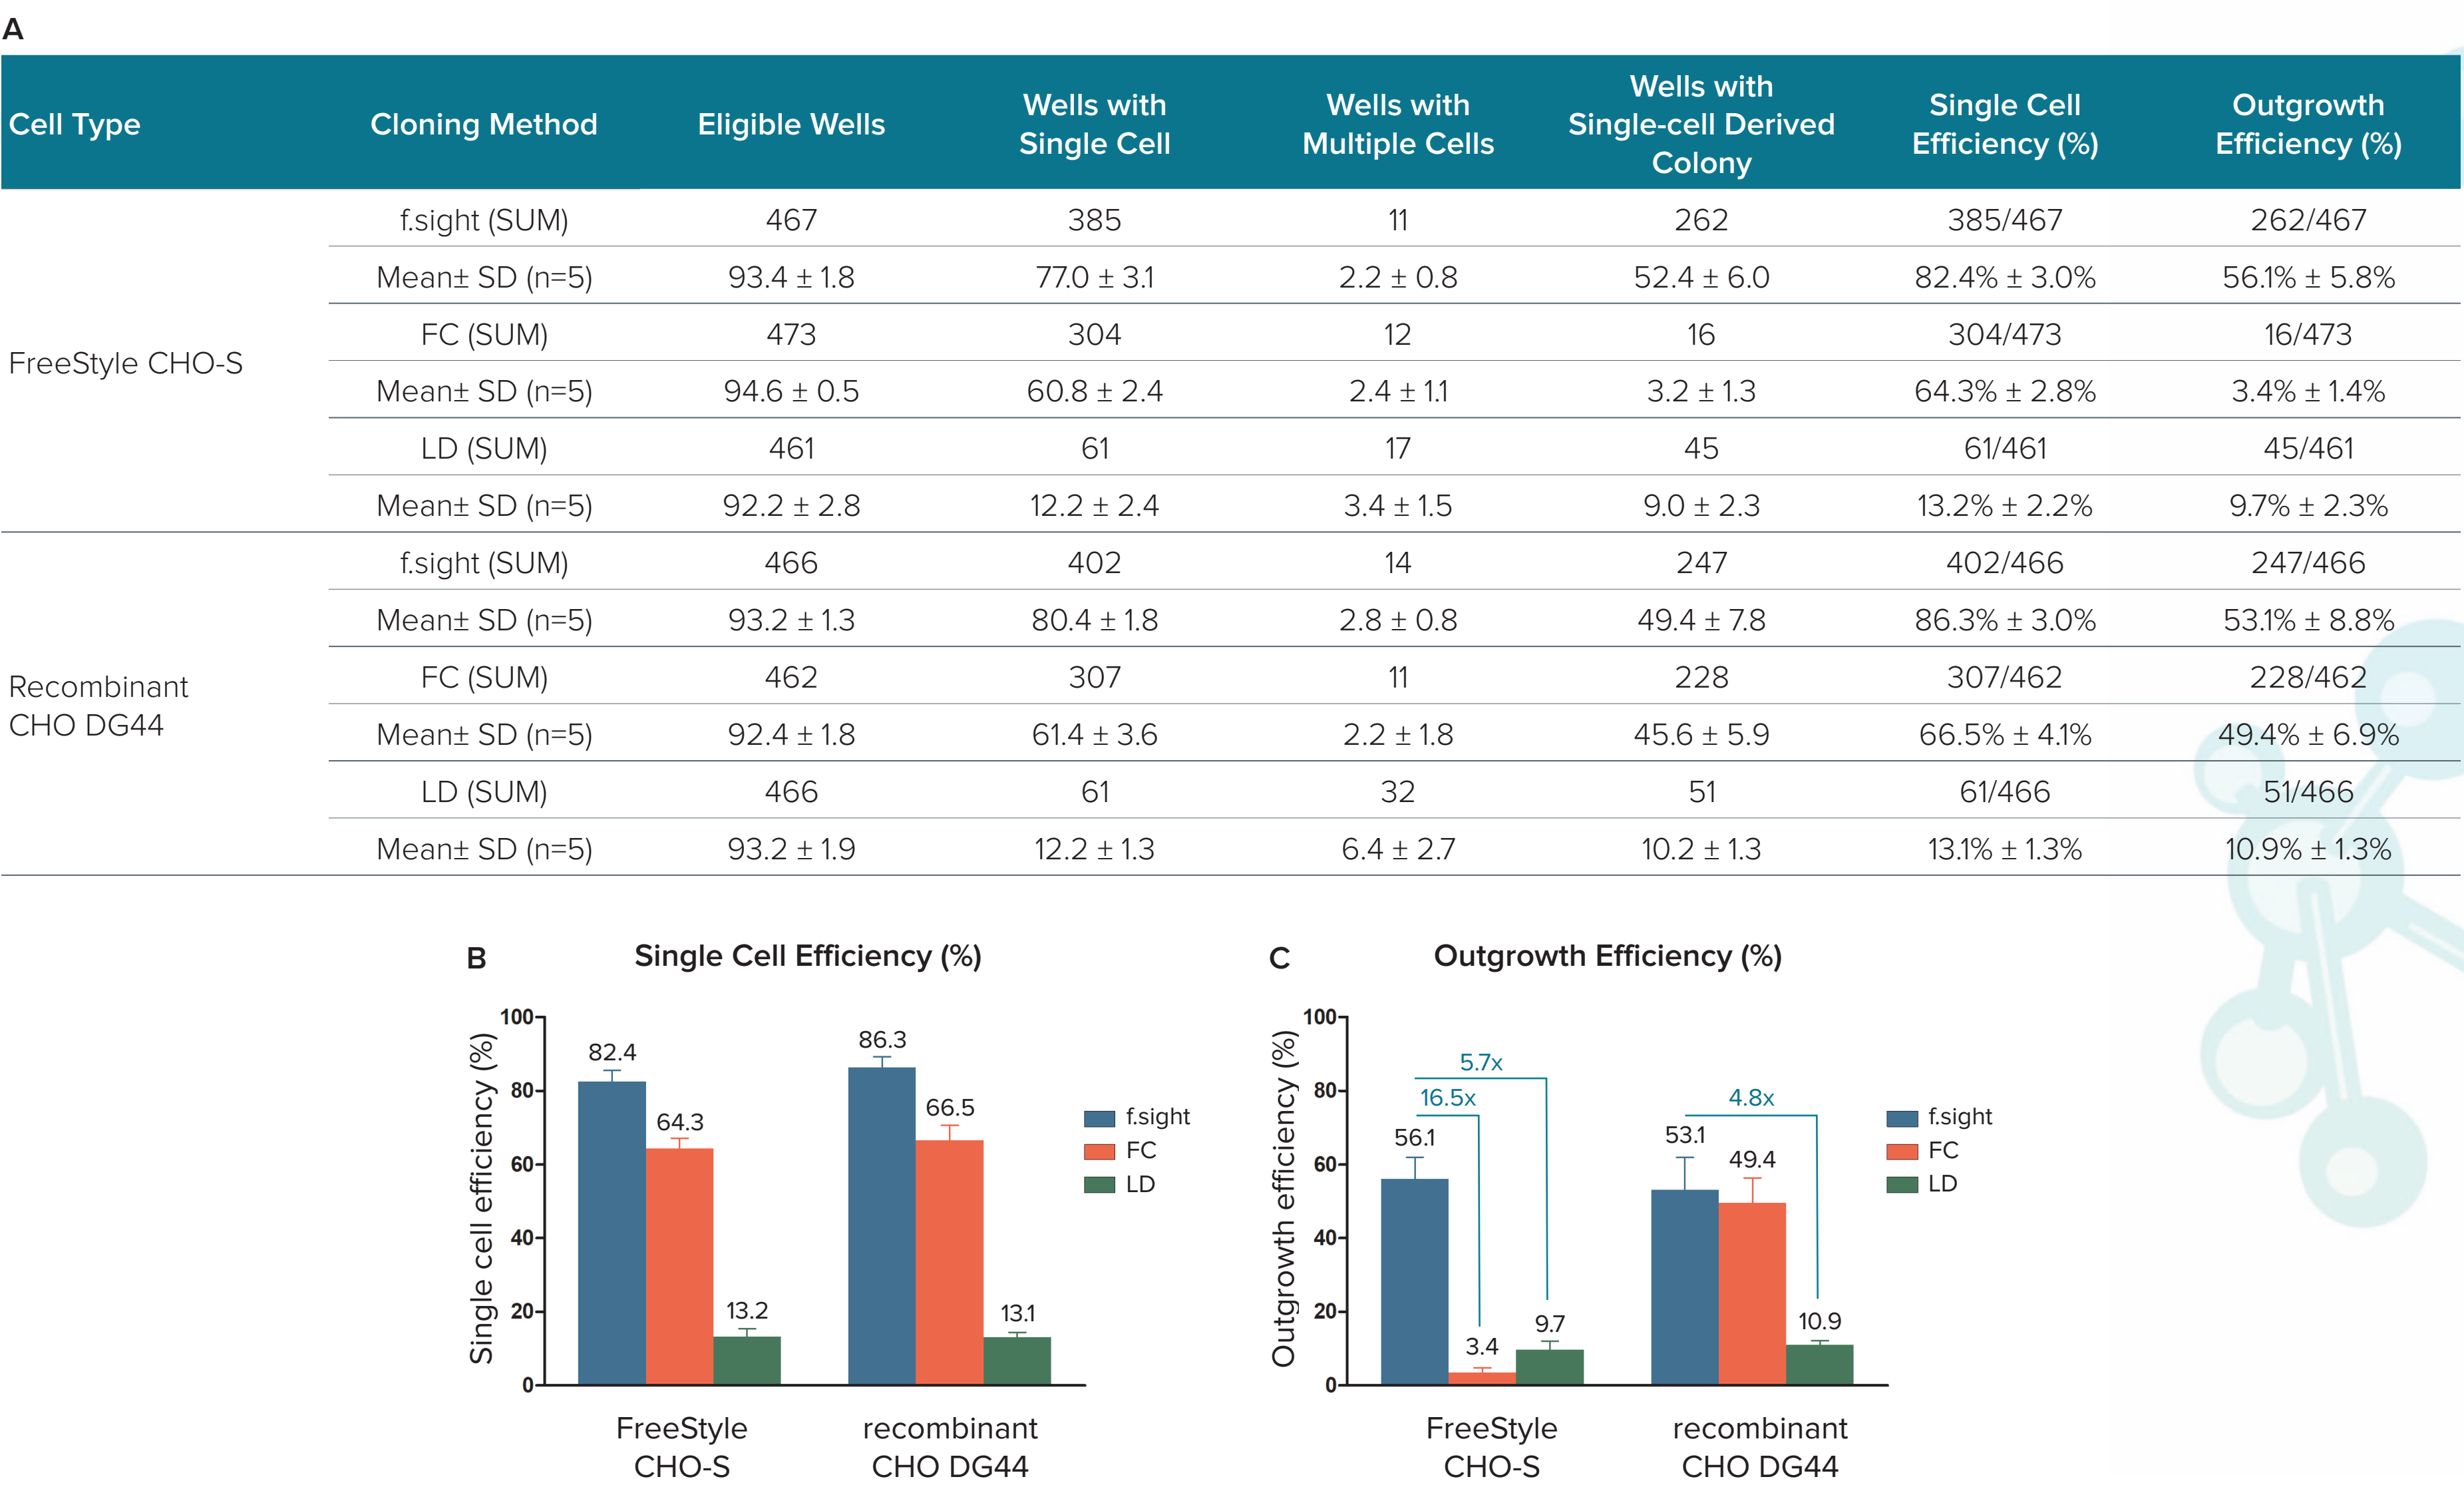 A
Cell Type Cloning Method Eligible Wells Wells with Single Cell Wells with Multiple Cells Wells with Single-cell Derived Colony Single Cell Efficiency (%) Outgrowth Efficiency (%)
FreeStyle CHO-S
f.sight (SUM) 467 385 11 262 385/467 262/467
Mean± SD (n=5) 93.4 ± 1.8 77.0 ± 3.1 2.2 ± 0.8 52.4 ± 6.0 82.4% ± 3.0% 56.1% ± 5.8%
FC (SUM) 473 304 12 16 304/473 16/473
Mean± SD (n=5) 94.6 ± 0.5 60.8 ± 2.4 2.4 ± 1.1 3.2 ± 1.3 64.3% ± 2.8% 3.4% ± 1.4%
LD (SUM) 461 61 17 45 61/461 45/461
Mean± SD (n=5) 92.2 ± 2.8 12.2 ± 2.4 3.4 ± 1.5 9.0 ± 2.3 13.2% ± 2.2% 9.7% ± 2.3%
Recombinant
CHO DG44
f.sight (SUM) 466 402 14 247 402/466 247/466
Mean± SD (n=5) 93.2 ± 1.3 80.4 ± 1.8 2.8 ± 0.8 49.4 ± 7.8 86.3% ± 3.0% 53.1% ± 8.8%
FC (SUM) 462 307 11 228 307/462 228/462
Mean± SD (n=5) 92.4 ± 1.8 61.4 ± 3.6 2.2 ± 1.8 45.6 ± 5.9 66.5% ± 4.1% 49.4% ± 6.9%
LD (SUM) 466 61 32 51 61/466 51/466
Mean± SD (n=5) 93.2 ± 1.9 12.2 ± 1.3 6.4 ± 2.7 10.2 ± 1.3 13.1% ± 1.3% 10.9% ± 1.3%
B Single Cell Efficiency (%)
Single cell efficiency (%)
100
80
60
40
20
0
82.4
64.3
13.2
86.3
66.5
13.1
FreeStyle
CHO-S
recombinant
CHO DG44
f.sight
FC
LD
C Outgrowth Efficiency (%)
Outgrowth efficiency (%)
100
80
60
40
20
0
5.7x
16.5x
56.1
3.4
9.7
4.8x
53.1
49.4
10.9
FreeStyle
CHO-S
recombinant
CHO DG44
f.sight
FC
LD